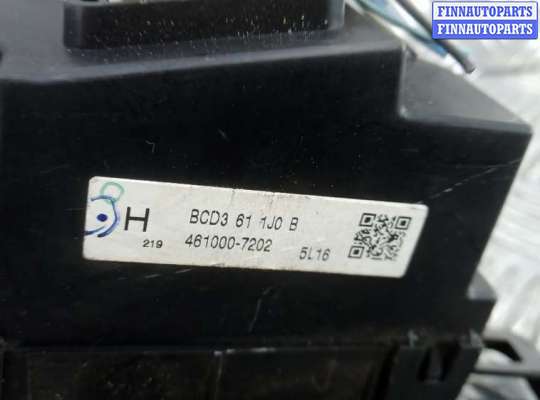 FINNAUTOPARTS
FINNAUTOPARTS
H BCD3 61 1J0 B
219 461000-7202 5L16